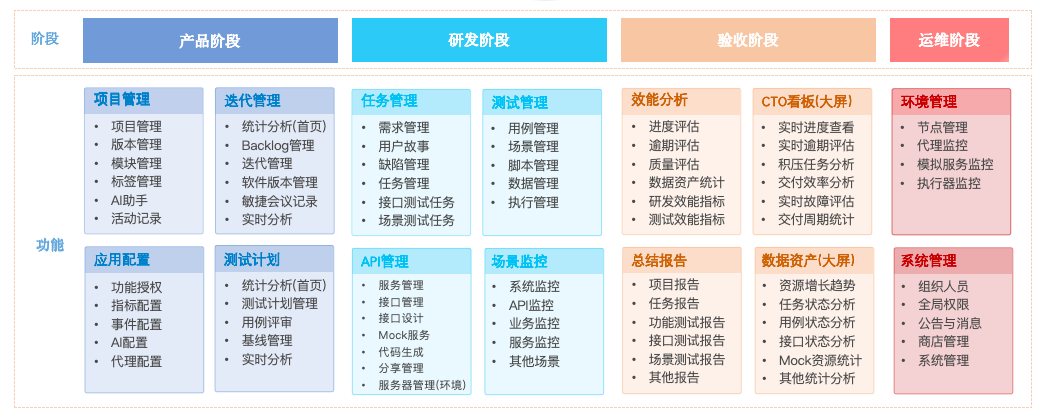 阶段
产品阶段
研发阶段
验收阶段
运维阶段
功能
项目管理
• 项目管理
• 版本管理
• 模块管理
• 标签管理
• AI助手
• 活动记录
迭代管理
• 统计分析(首页)
• Backlog管理
• 迭代管理
• 软件版本管理
• 敏捷会议记录
• 实时分析
任务管理
• 需求管理
• 用户故事
• 缺陷管理
• 任务管理
• 接口测试任务
• 场景测试任务
测试管理
• 用例管理
• 场景管理
• 脚本管理
• 数据管理
• 执行管理
效能分析
• 进度评估
• 逾期评估
• 质量评估
• 数据资产统计
• 研发效能指标
• 测试效能指标
CTO看板(大屏)
• 实时进度查看
• 实时逾期评估
• 积压任务分析
• 交付效率分析
• 实时故障评估
• 交付周期统计
环境管理
• 节点管理
• 代理监控
• 模拟服务监控
• 执行器监控
应用配置
• 功能授权
• 指标配置
• 事件配置
• AI配置
• 代理配置
测试计划
• 统计分析(首页)
• 测试计划管理
• 用例评审
• 基线管理
• 实时分析
API管理
• 服务管理
• 接口管理
• 接口设计
• Mock服务
• 代码生成
• 分享管理
• 服务器管理(环境)
场景监控
• 系统监控
• API监控
• 业务监控
• 服务监控
• 其他场景
总结报告
• 项目报告
• 任务报告
• 功能测试报告
• 接口测试报告
• 场景测试报告
• 其他报告
数据资产(大屏)
• 资源增长趋势
• 任务状态分析
• 用例状态分析
• 接口状态分析
• Mock资源统计
• 其他统计分析
系统管理
• 组织人员
• 全局权限
• 公告与消息
• 商店管理
• 系统管理